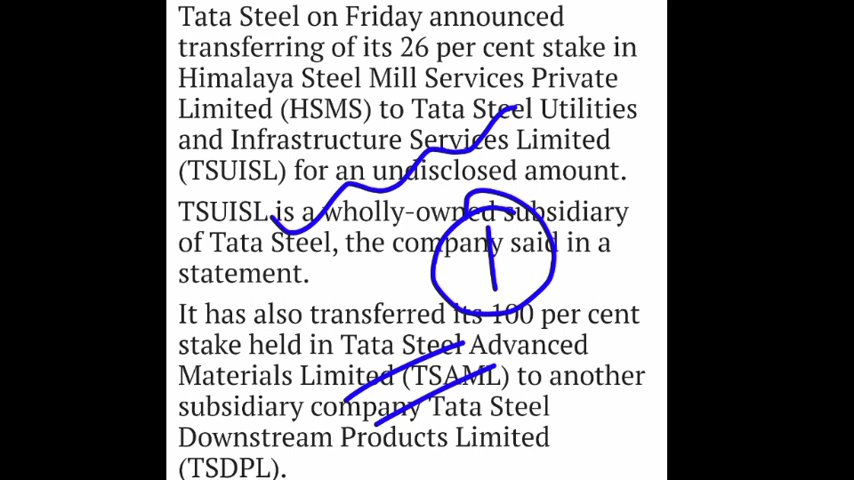 Tata Steel on Friday announced
transferring of its 26 per cent stake in
Himalaya Steel Mill Services Private
Limited (HSMS) to Tata Steel Utilities
and Infrastructure Services Limited
(TSUISL) for an undisclosed amount.
TSUISL is a wholly-owned subsidiary
of Tata Steel, the company said in a
statement.
1
It has also transferred its 100 per cent
stake held in Tata Steel Advanced
Materials Limited (TSAML) to another
subsidiary company Tata Steel
Downstream Products Limited
(TSDPL).